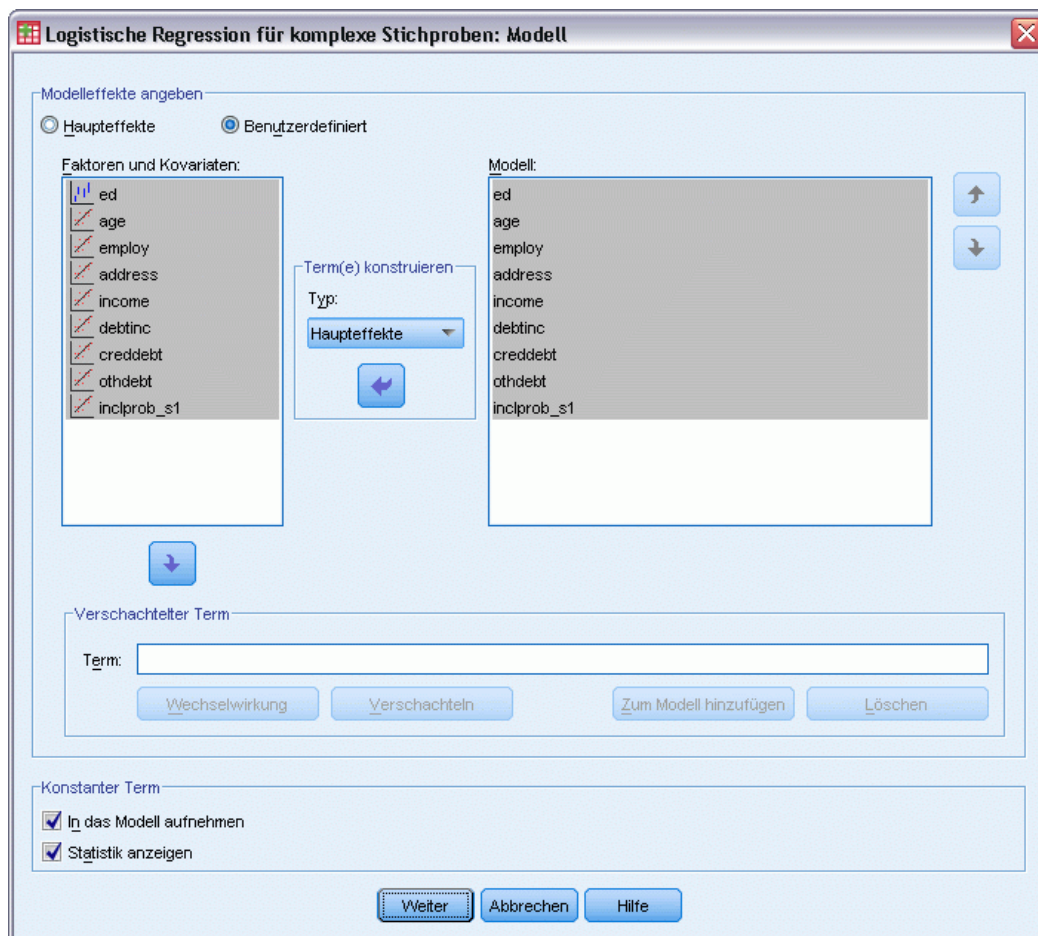 Logistische Regression für komplexe Stichproben: Modell
Modelleffekte angeben
Haupteffekte
Benutzerdefiniert
Faktoren und Kovariaten:
ed
age
employ
address
income
debtinc
creddebt
othdebt
inclprob_s1
Term(e) konstruieren
Typ:
Haupteffekte
Modell:
ed
age
employ
address
income
debtinc
creddebt
othdebt
inclprob_s1
Verschachtelter Term
Term:
Wechselwirkung
Verschachteln
Zum Modell hinzufügen
Löschen
Konstanter Term
In das Modell aufnehmen
Statistik anzeigen
Weiter
Abbrechen
Hilfe